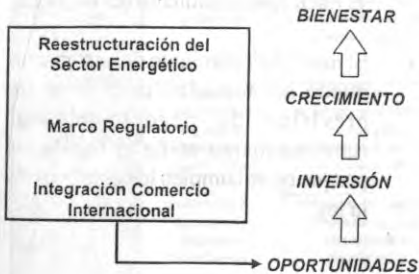 Reestructuración del
Sector Energético
Marco Regulatorio
Integración Comercio
Internacional
BIENESTAR
CRECIMIENTO
INVERSIÓN
OPORTUNIDADES